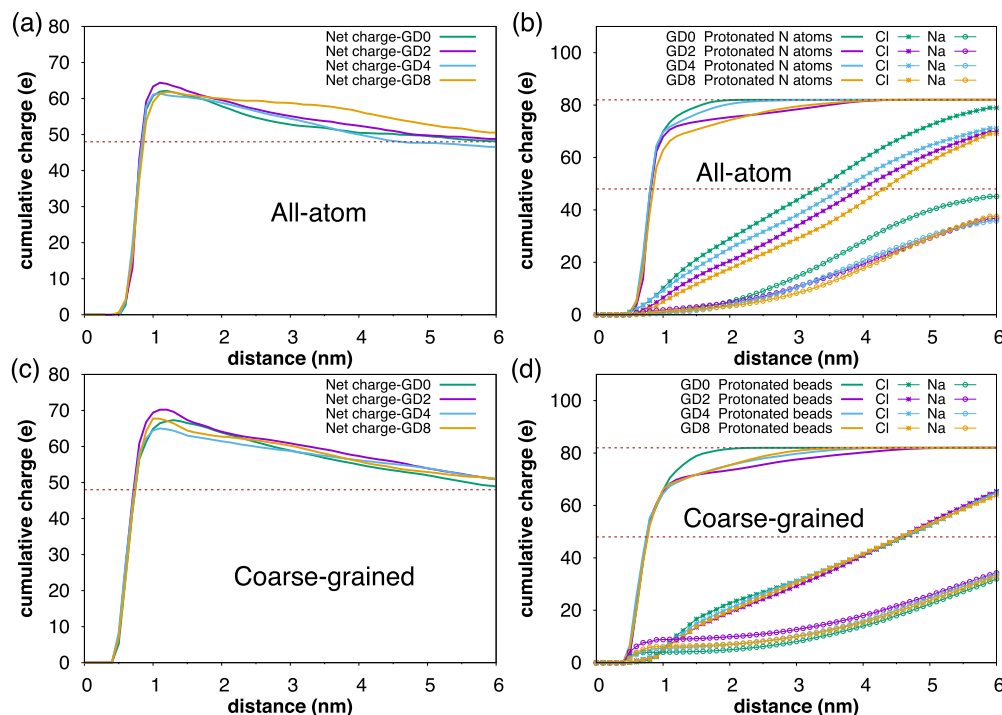 (a)
80
70
60
50
40
30
20
10
0
cumulative charge (e)
Net charge-GD0
Net charge-GD2
Net charge-GD4
Net charge-GD8
All-atom
0 1 2 3 4 5 6
distance (nm)
(b)
100
80
60
40
20
0
cumulative charge (e)
GD0 Protonated N atoms Cl Na
GD2 Protonated N atoms Cl Na
GD4 Protonated N atoms Cl Na
GD8 Protonated N atoms Cl Na
All-atom
0 1 2 3 4 5 6
distance (nm)
(c)
80
70
60
50
40
30
20
10
0
cumulative charge (e)
Net charge-GD0
Net charge-GD2
Net charge-GD4
Net charge-GD8
Coarse-grained
0 1 2 3 4 5 6
distance (nm)
(d)
100
80
60
40
20
0
cumulative charge (e)
GD0 Protonated beads Cl Na
GD2 Protonated beads Cl Na
GD4 Protonated beads Cl Na
GD8 Protonated beads Cl Na
Coarse-grained
0 1 2 3 4 5 6
distance (nm)